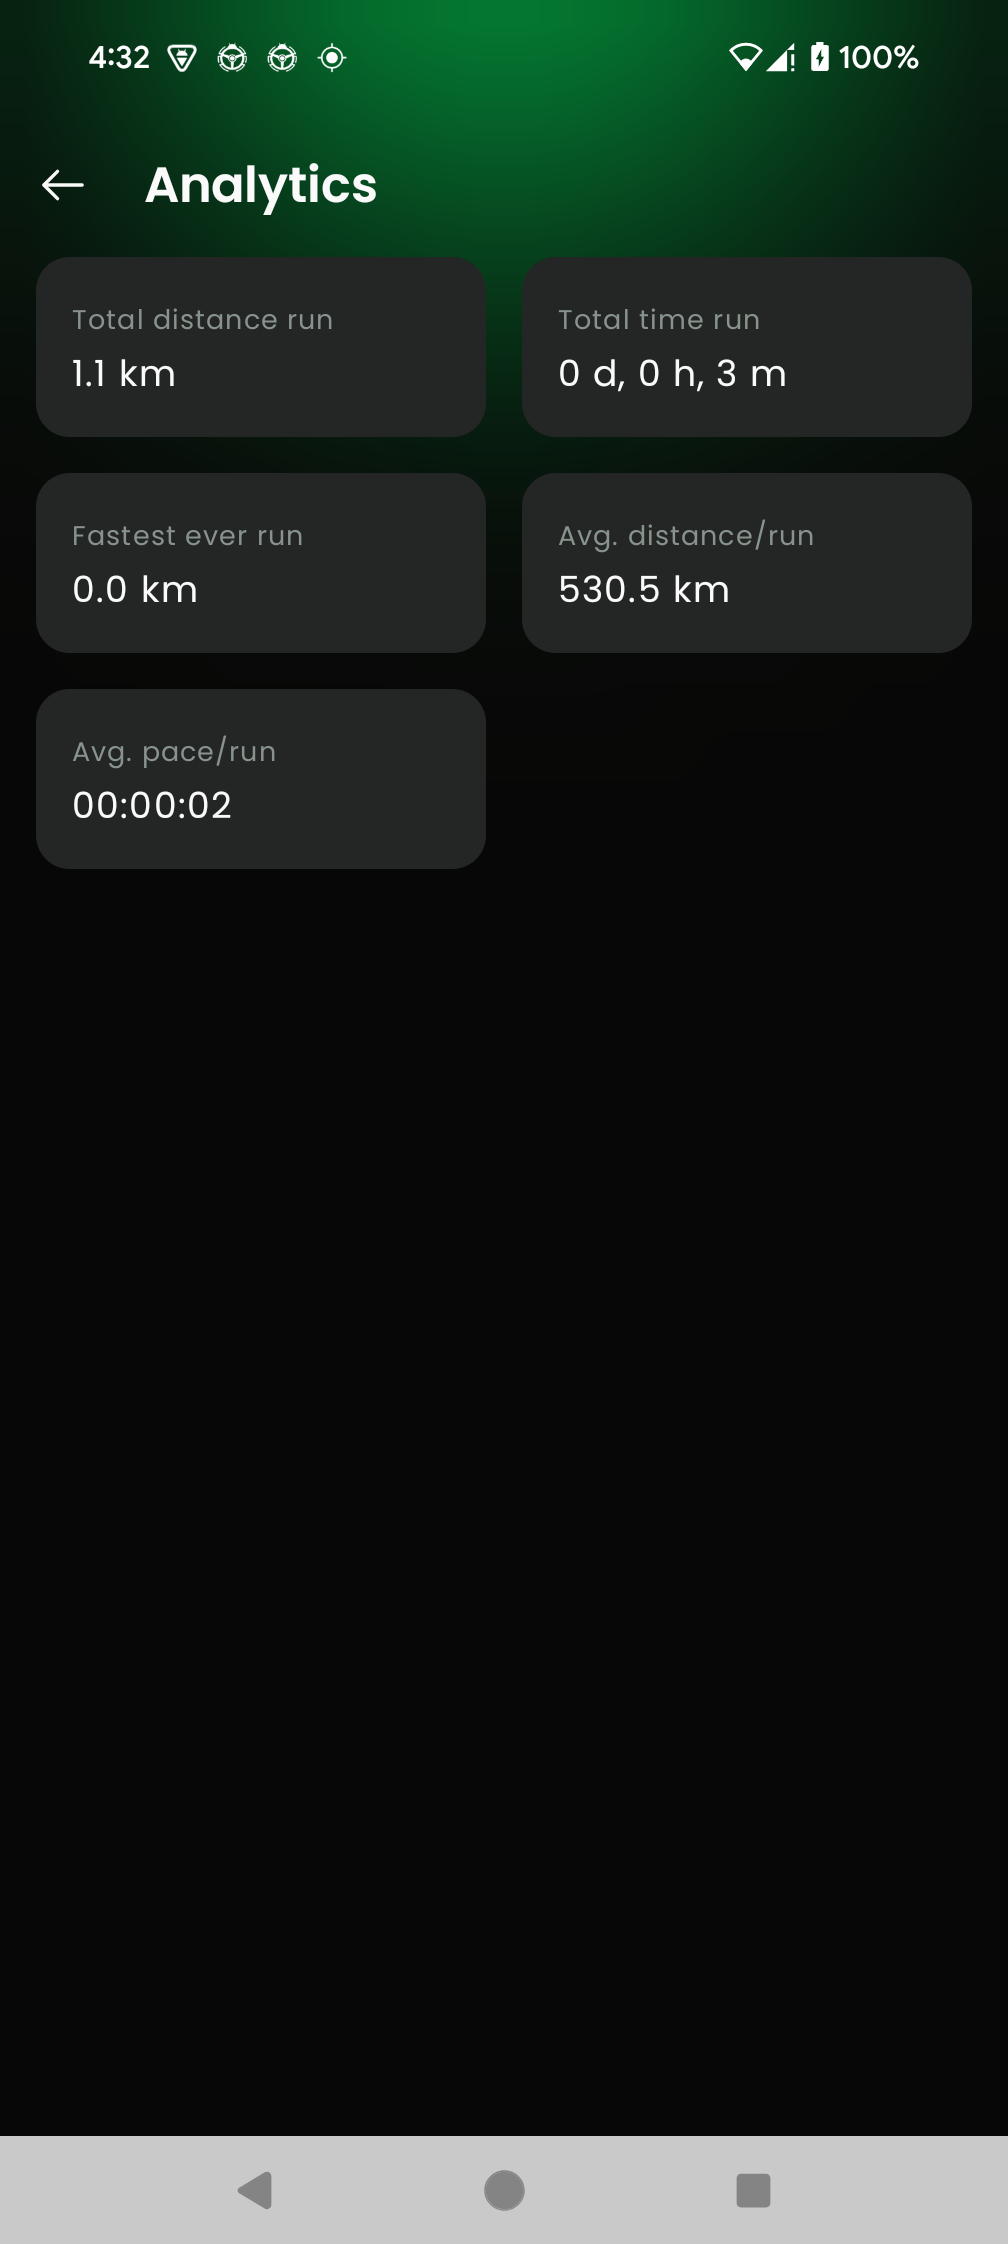 4:32
100%
Analytics
Total distance run
1.1 km
Total time run
0 d, 0 h, 3 m
Fastest ever run
0.0 km
Avg. distance/run
530.5 km
Avg. pace/run
00:00:02